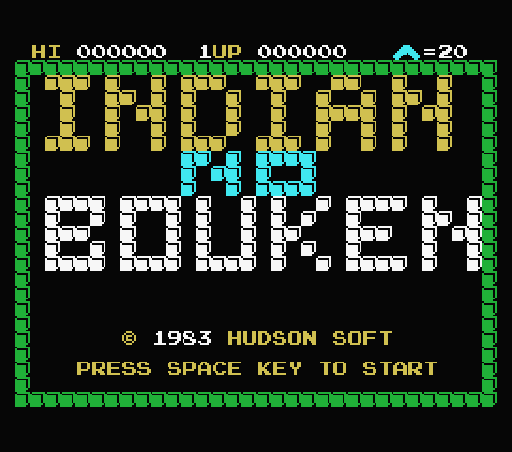 HI 000000 1UP 000000 =20
INDIAN
NO
BOUKEN
© 1983 HUDSON SOFT
PRESS SPACE KEY TO START